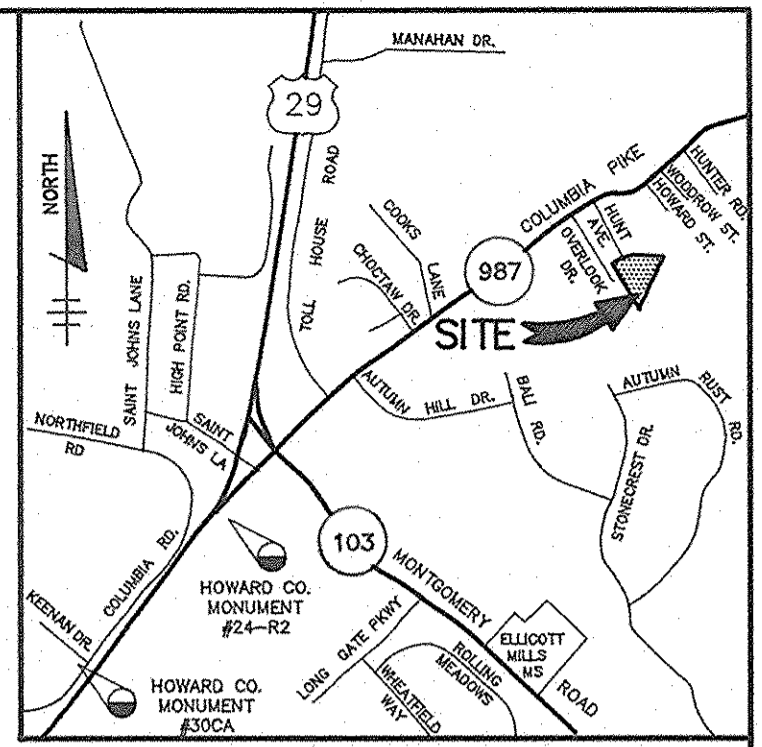 MANAHAN DR.
29
NORTH
TOLL HOUSE ROAD
COLUMBIA PIKE
HUNTER RD.
WOODROW ST.
HOWARD ST.
HUNT AVE
OVERLOOK DR.
COOKS LANE
CHOCTAW DR.
987
SITE
SAINT JOHNS LANE
HIGH POINT RD.
SAINT JOHNS LA
NORTHFIELD RD
AUTUMN HILL DR.
BALI RD.
AUTUMN RUST RD.
STONECREST DR.
COLUMBIA RD.
KEENAN DR.
103
HOWARD CO.
MONUMENT
#24-R2
MONTGOMERY ROAD
LONG GATE PKWY
ROLLING MEADOWS
WHEATFIELD WAY
ELLICOTT
MILLS
MS
HOWARD CO.
MONUMENT
#30CA